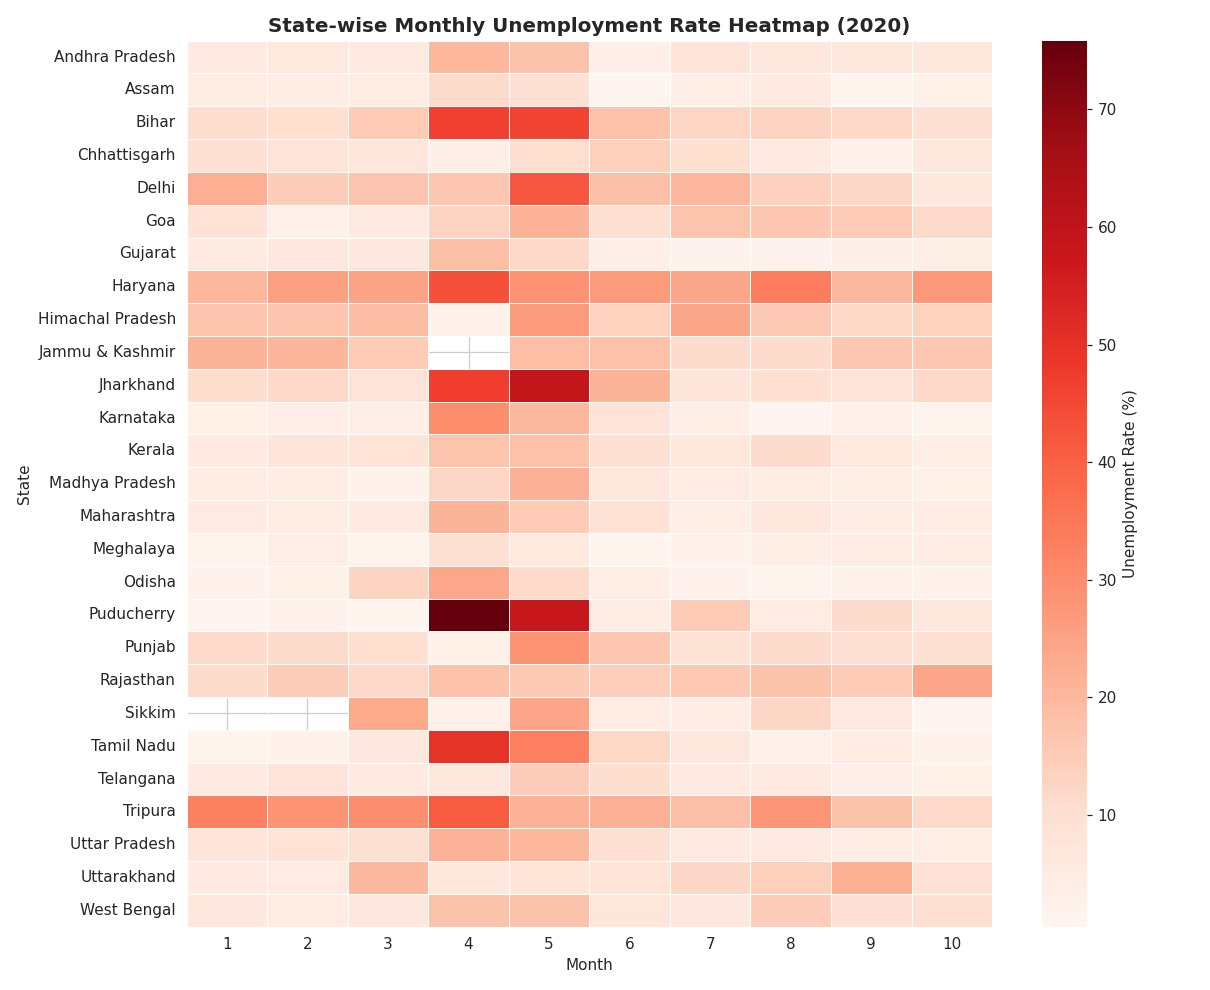 State-wise Monthly Unemployment Rate Heatmap (2020)
Andhra Pradesh
Assam
Bihar
Chhattisgarh
Delhi
Goa
Gujarat
Haryana
Himachal Pradesh
Jammu & Kashmir
Jharkhand
Karnataka
Kerala
Madhya Pradesh
Maharashtra
Meghalaya
Odisha
Puducherry
Punjab
Rajasthan
Sikkim
Tamil Nadu
Telangana
Tripura
Uttar Pradesh
Uttarakhand
West Bengal
State
1 2 3 4 5 6 7 8 9 10
Month
70
60
50
40
30
20
10
Unemployment Rate (%)